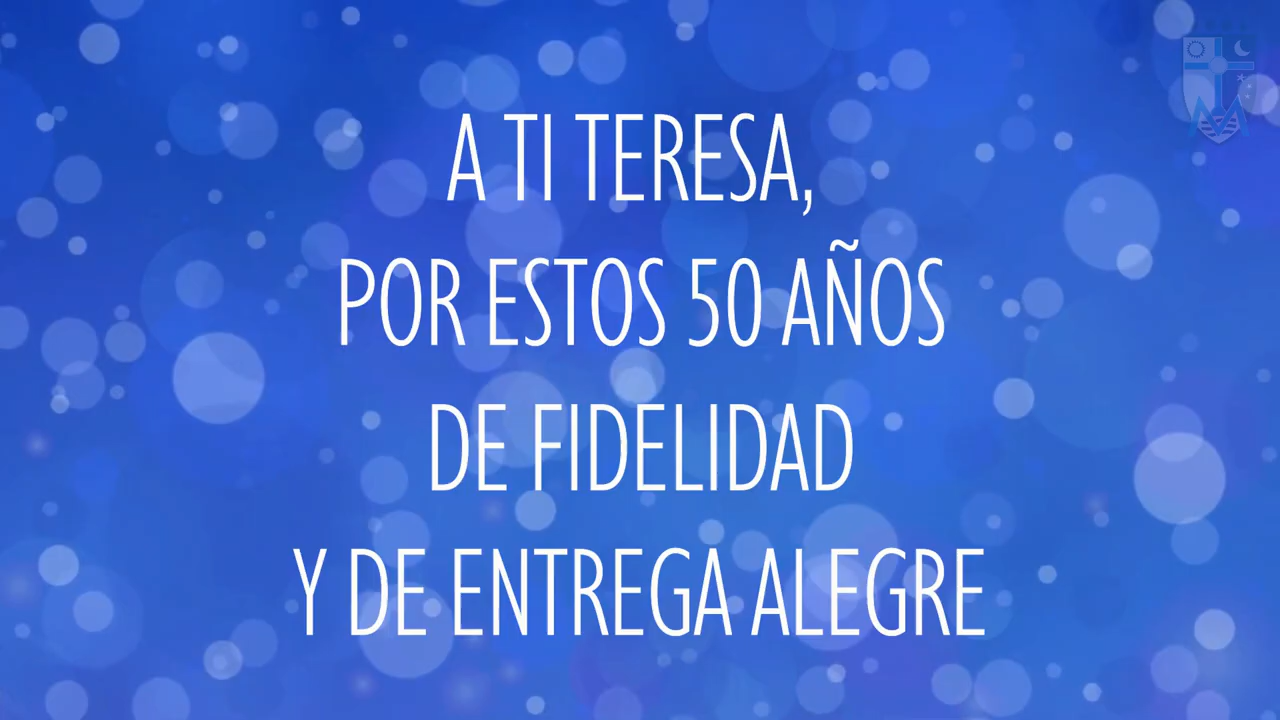 A TI TERESA,
POR ESTOS 50 AÑOS
DE FIDELIDAD
Y DE ENTREGA ALEGRE